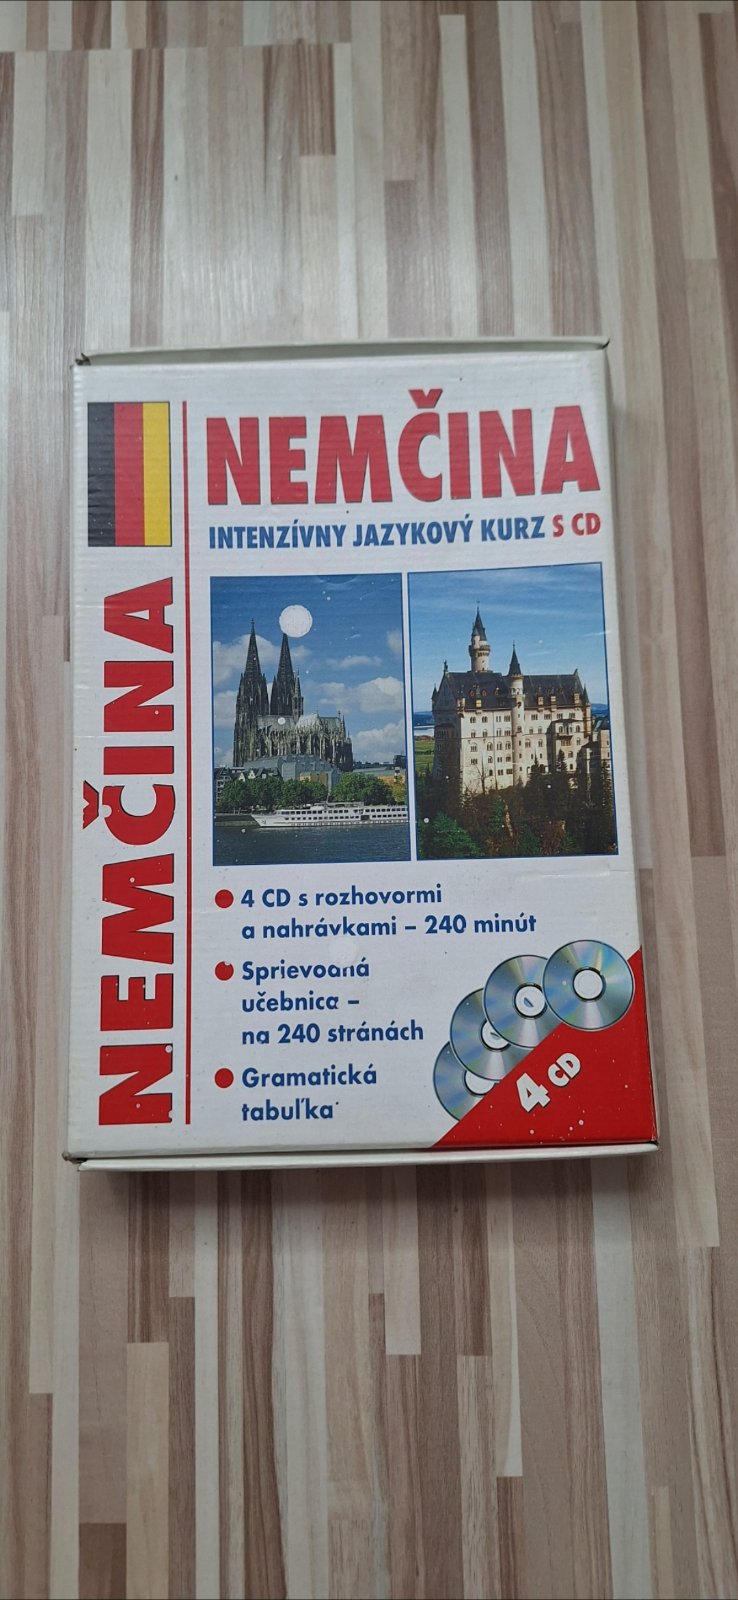 NEMČINA
NEMČINA
INTENZÍVNY JAZYKOVÝ KURZ S CD
4 CD s rozhovormi
a nahrávkami – 240 minút
Sprievodná
učebnica –
na 240 stránách
Gramatická
tabuľka
4 CD